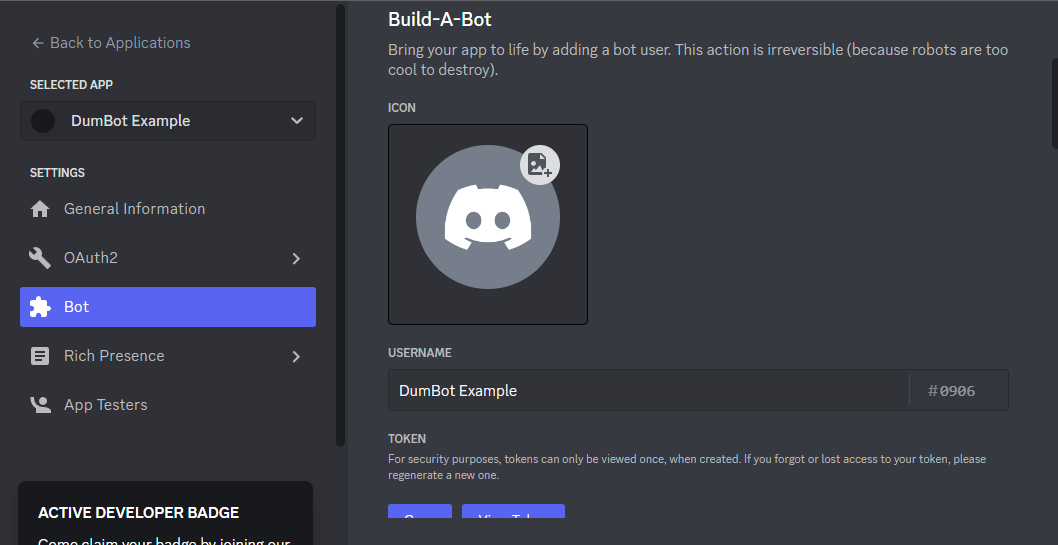 Back to Applications
SELECTED APP
DumBot Example
SETTINGS
General Information
OAuth2
Bot
Rich Presence
App Testers
ACTIVE DEVELOPER BADGE
Come claim your badge by joining our
Build-A-Bot
Bring your app to life by adding a bot user. This action is irreversible (because robots are too
cool to destroy).
ICON
USERNAME
DumBot Example #0906
TOKEN
For security purposes, tokens can only be viewed once, when created. If you forgot or lost access to your token, please
regenerate a new one.